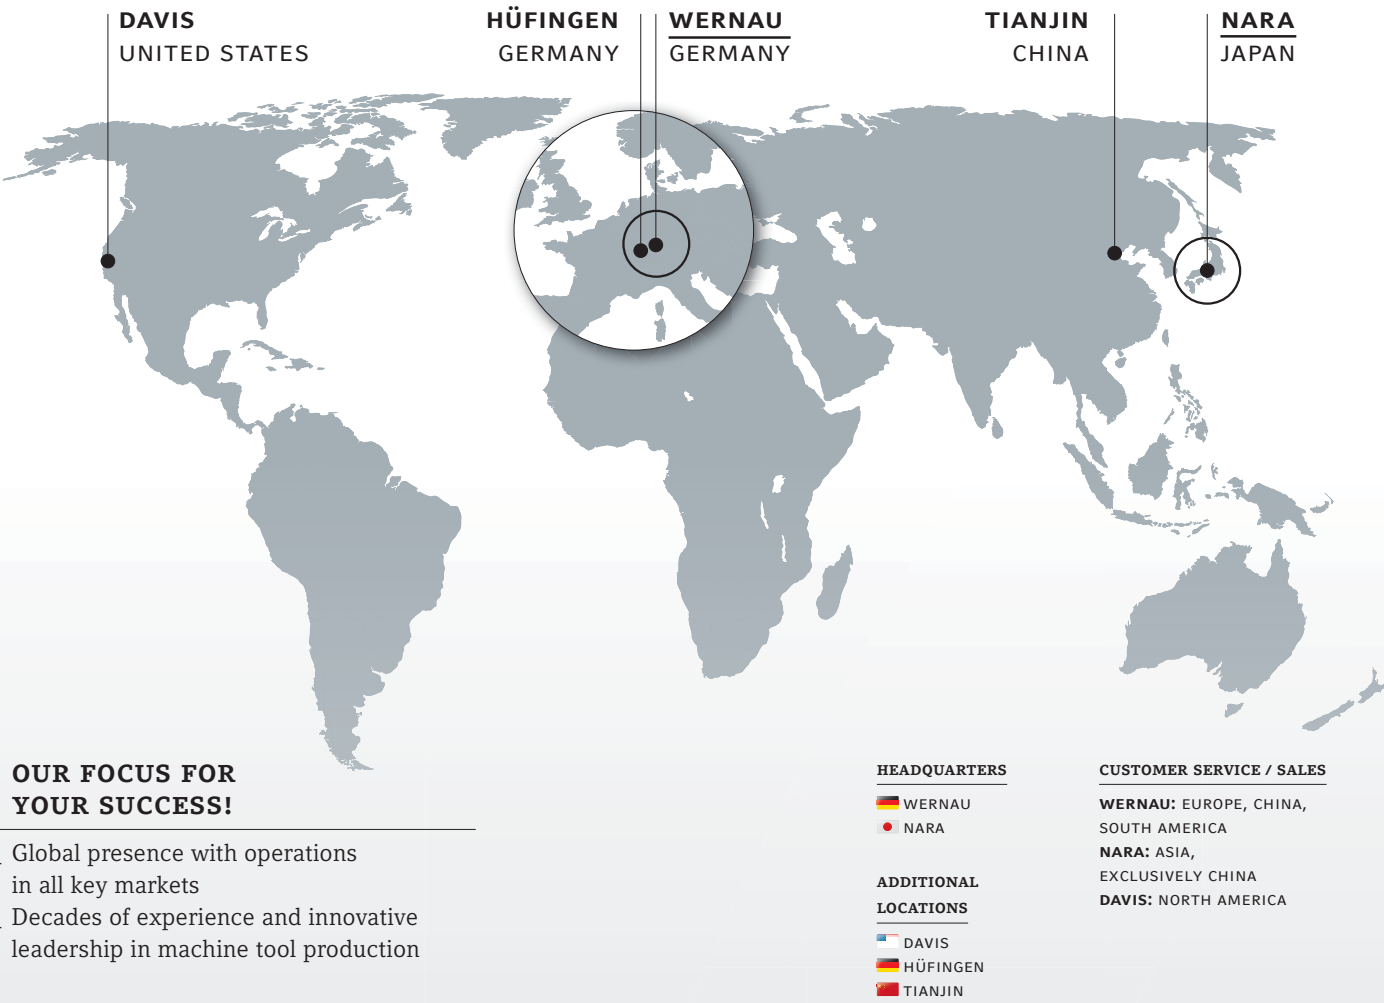 DAVIS
UNITED STATES
HÜFINGEN
GERMANY
WERNAU
GERMANY
TIANJIN
CHINA
NARA
JAPAN
OUR FOCUS FOR
YOUR SUCCESS!
Global presence with operations
in all key markets
Decades of experience and innovative
leadership in machine tool production
HEADQUARTERS
WERNAU
NARA
ADDITIONAL
LOCATIONS
DAVIS
HÜFINGEN
TIANJIN
CUSTOMER SERVICE / SALES
WERNAU: EUROPE, CHINA,
SOUTH AMERICA
NARA: ASIA,
EXCLUSIVELY CHINA
DAVIS: NORTH AMERICA